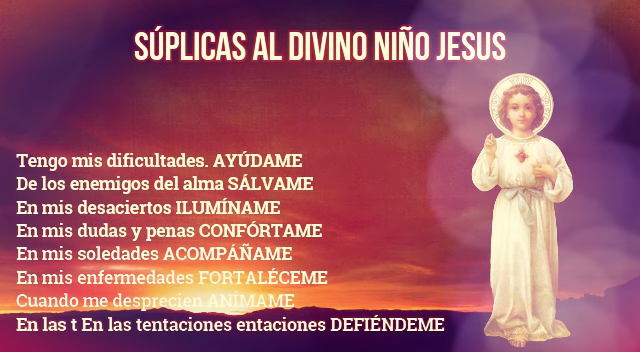 SÚPLICAS AL DIVINO NIÑO JESUS
Tengo mis dificultades. AYÚDAME
De los enemigos del alma SÁLVAME
En mis desaciertos ILUMÍNAME
En mis dudas y penas CONFÓRTAME
En mis soledades ACOMPÁÑAME
En mis enfermedades FORTALÉCEME
Cuando me desprecien ANÍMAME
En las t En las tentaciones entaciones DEFIÉNDEME